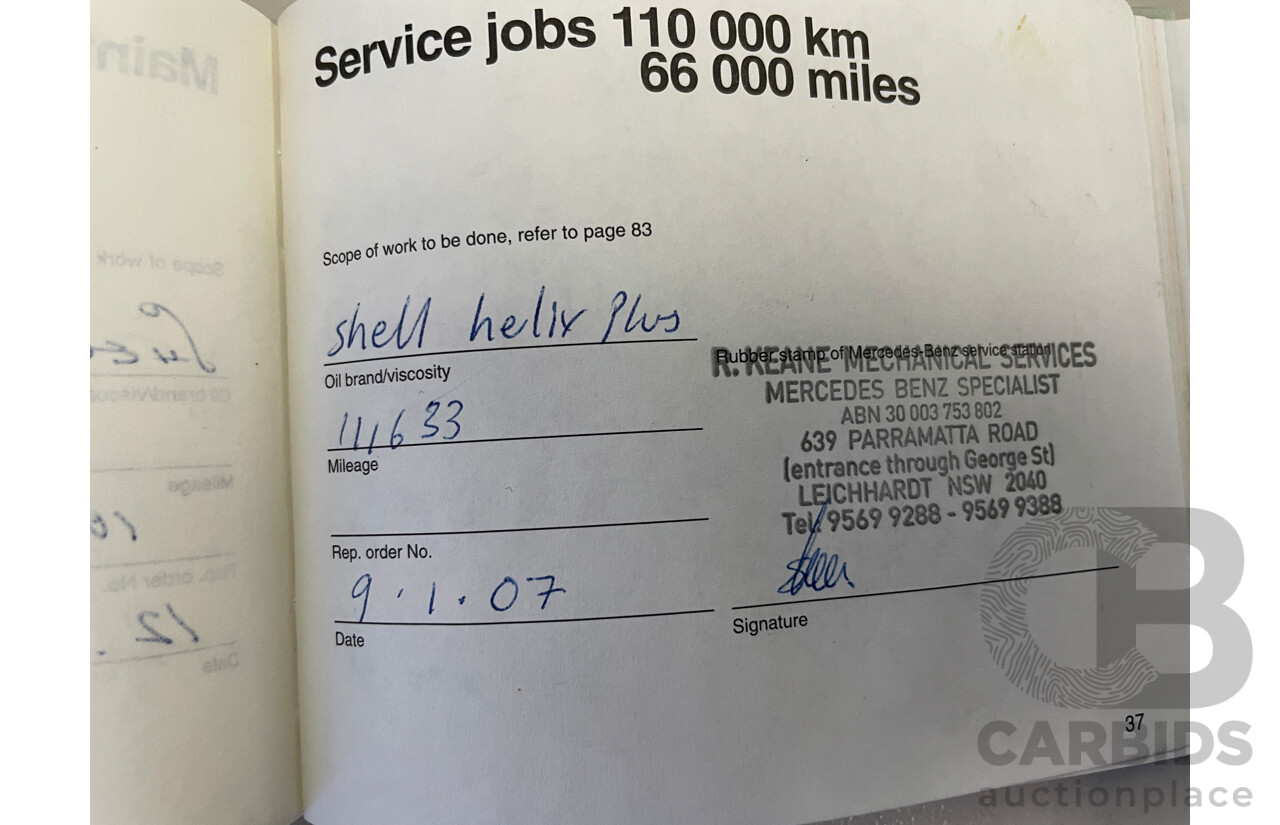 Service jobs 110 000 km
66 000 miles
Scope of work to be done, refer to page 83
shell helix Plus
Oil brand/viscosity
111633
Mileage
Rep. order No.
9.1.07
Date
Rubber stamp of Mercedes-Benz service station
R. KEANE MECHANICAL SERVICES
MERCEDES BENZ SPECIALIST
ABN 30 003 753 802
639 PARRAMATTA ROAD
(entrance through George St)
LEICHHARDT NSW 2040
Tel. 9569 9288 - 9569 9388
Signature
37
CARBIDS
auctionplace